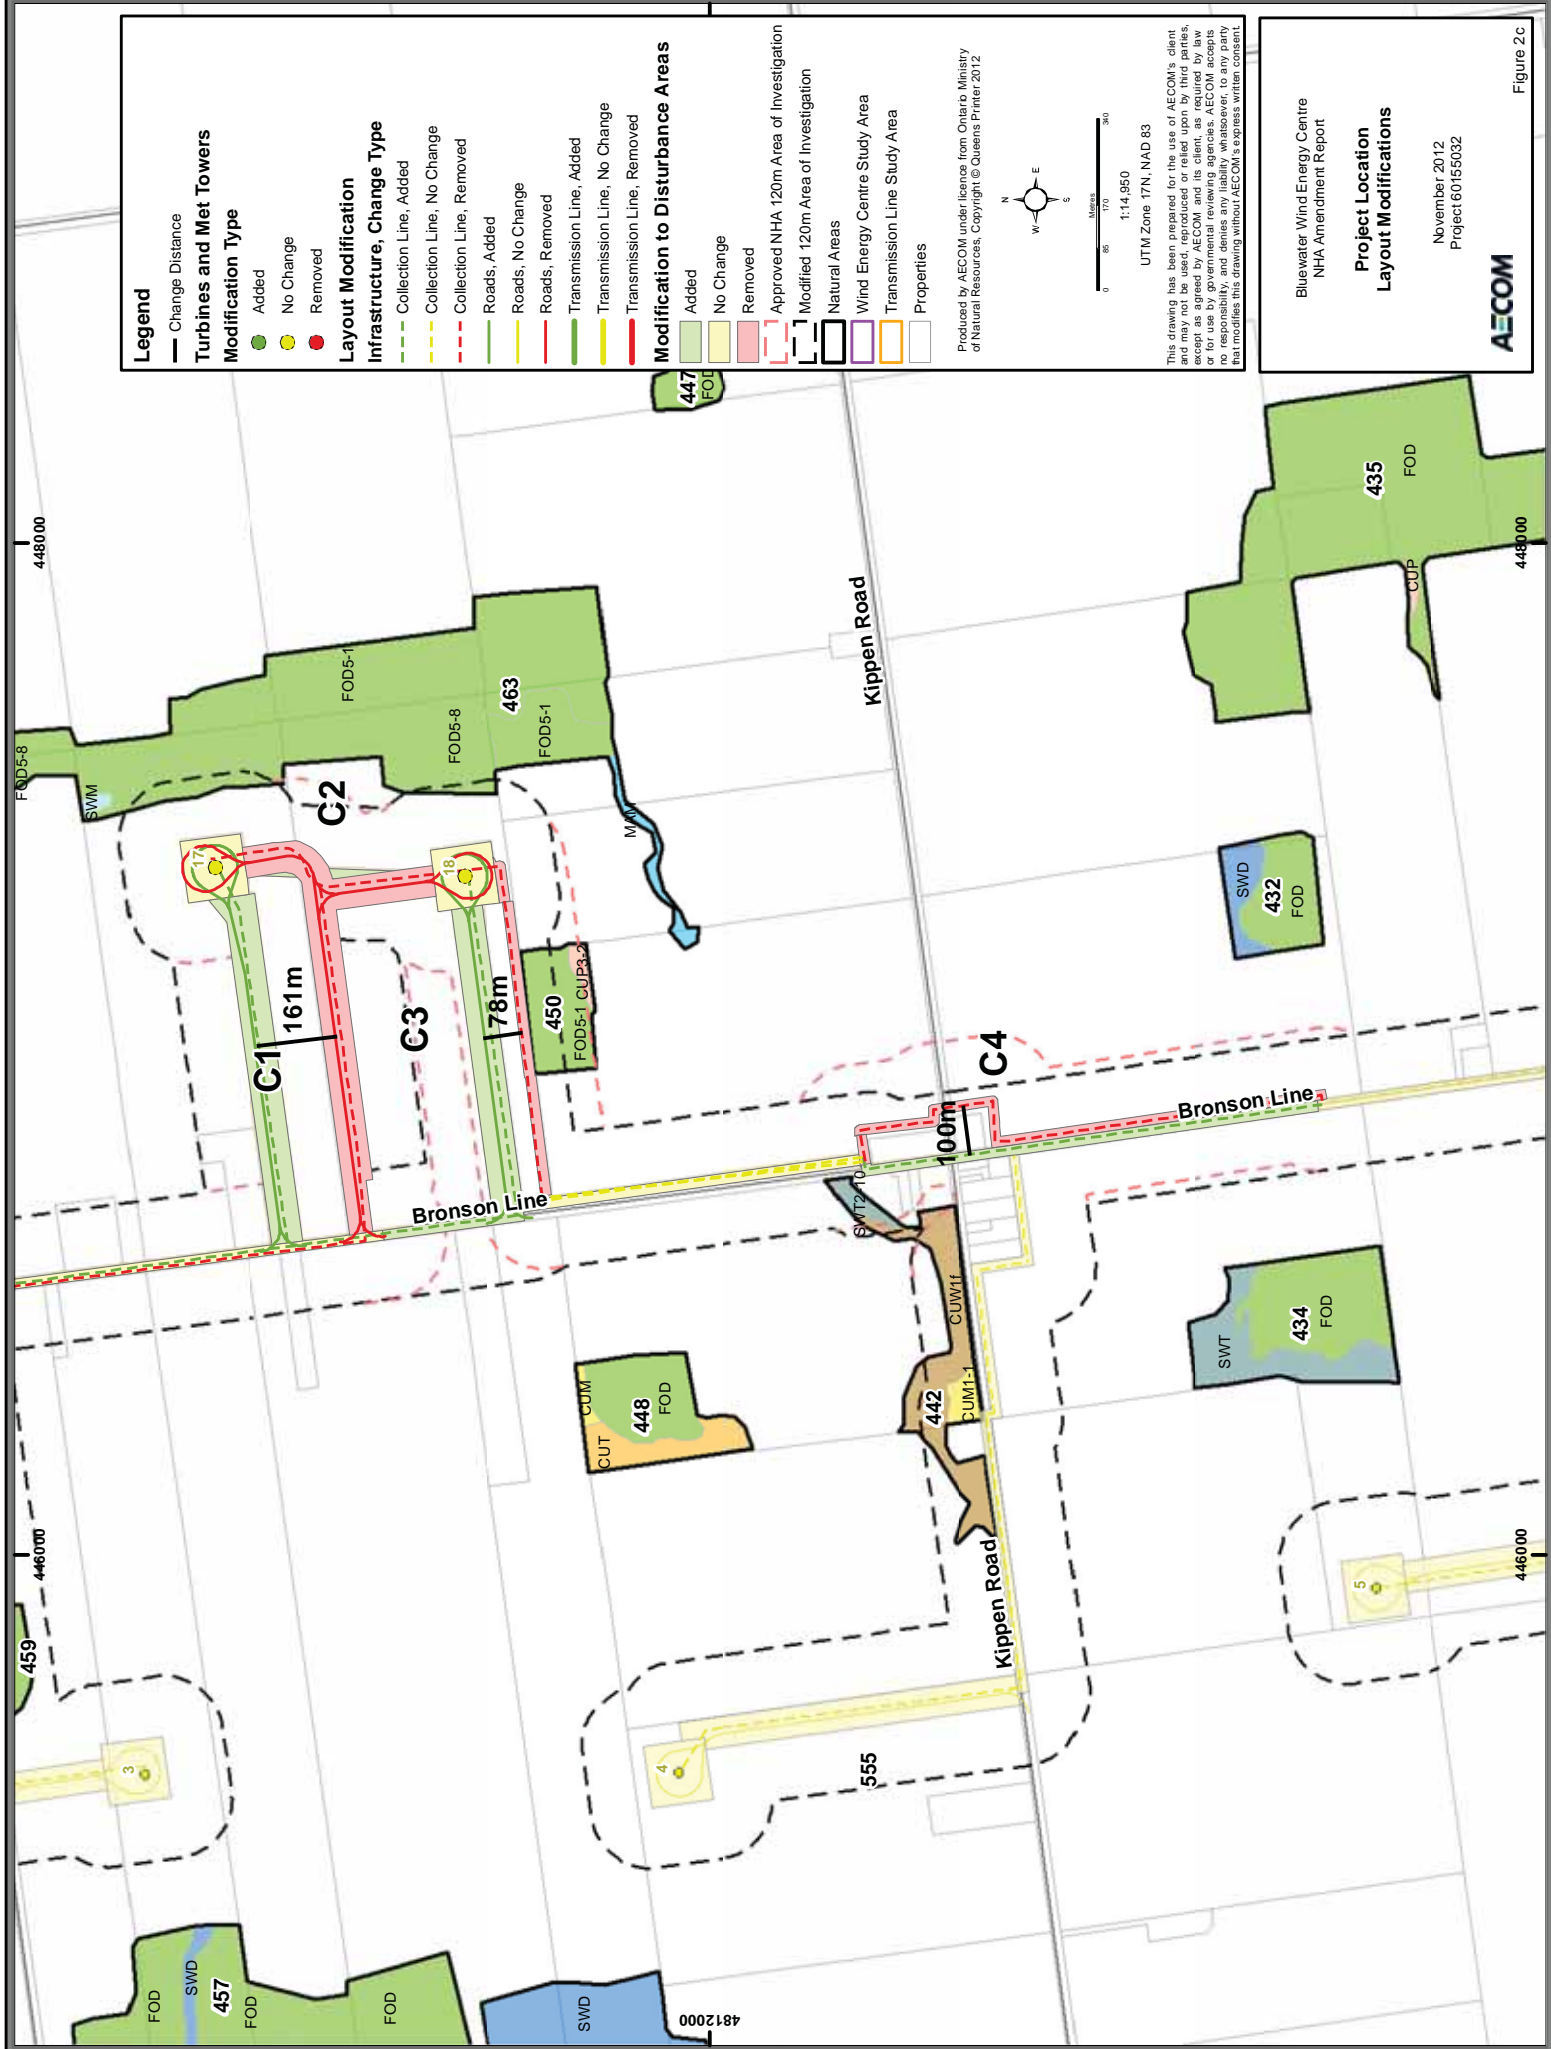 Legend
Change Distance
Turbines and Met Towers
Modification Type
Added
No Change
Removed
Layout Modification
Infrastructure, Change Type
Collection Line, Added
Collection Line, No Change
Collection Line, Removed
Roads, Added
Roads, No Change
Roads, Removed
Transmission Line, Added
Transmission Line, No Change
Transmission Line, Removed
Modification to Disturbance Areas
Added
No Change
Removed
Approved NHA 120m Area of Investigation
Modified 120m Area of Investigation
Natural Areas
Wind Energy Centre Study Area
Transmission Line Study Area
Properties
Produced by AECOM under licence from Ontario Ministry
of Natural Resources, Copyright © Queens Printer 2012
N
W E
S
Metres
0 85 170 340
1:14,950
UTM Zone 17N, NAD 83
This drawing has been prepared for the use of AECOM's client
and may not be used, reproduced or relied upon by third parties,
except as agreed by AECOM and its client, as required by law
or for use by governmental reviewing agencies. AECOM accepts
no responsibility, and denies any liability whatsoever, to any party
that modifies this drawing without AECOM's express written consent.
Bluewater Wind Energy Centre
NHA Amendment Report
Project Location
Layout Modifications
November 2012
Project 60155032
AECOM
Figure 2c
446000
448000
459
3
457
FOD
SWD
FOD
FOD
SWD
4812000
FOD5-8
SWM
FOD5-1
FOD5-8
463
FOD5-1
MAM
17
18
C2
C1
161m
C3
78m
450
FOD5-1
CUP3-2
Bronson Line
447
FOD
CUM
CUT
448
FOD
4
555
Kippen Road
SWT2-10
100m
C4
CUW1f
442
CUM1-1
Kippen Road
Bronson Line
SWD
432
FOD
435
FOD
CUP
SWT
434
FOD
5
446000
448000